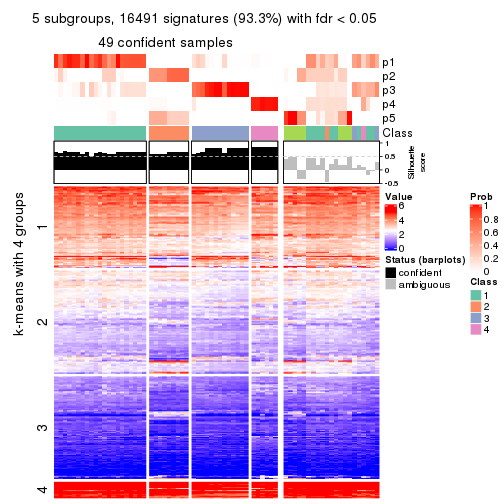 5 subgroups, 16491 signatures (93.3%) with fdr < 0.05
49 confident samples
p1
p2
p3
p4
p5
Class
1
0.5
0
-0.5
Silhouette
score
k-means with 4 groups
1
2
3
4
Value
6
4
2
0
Status (barplots)
confident
ambiguous
Prob
1
0.8
0.6
0.4
0.2
0
Class
1
2
3
4